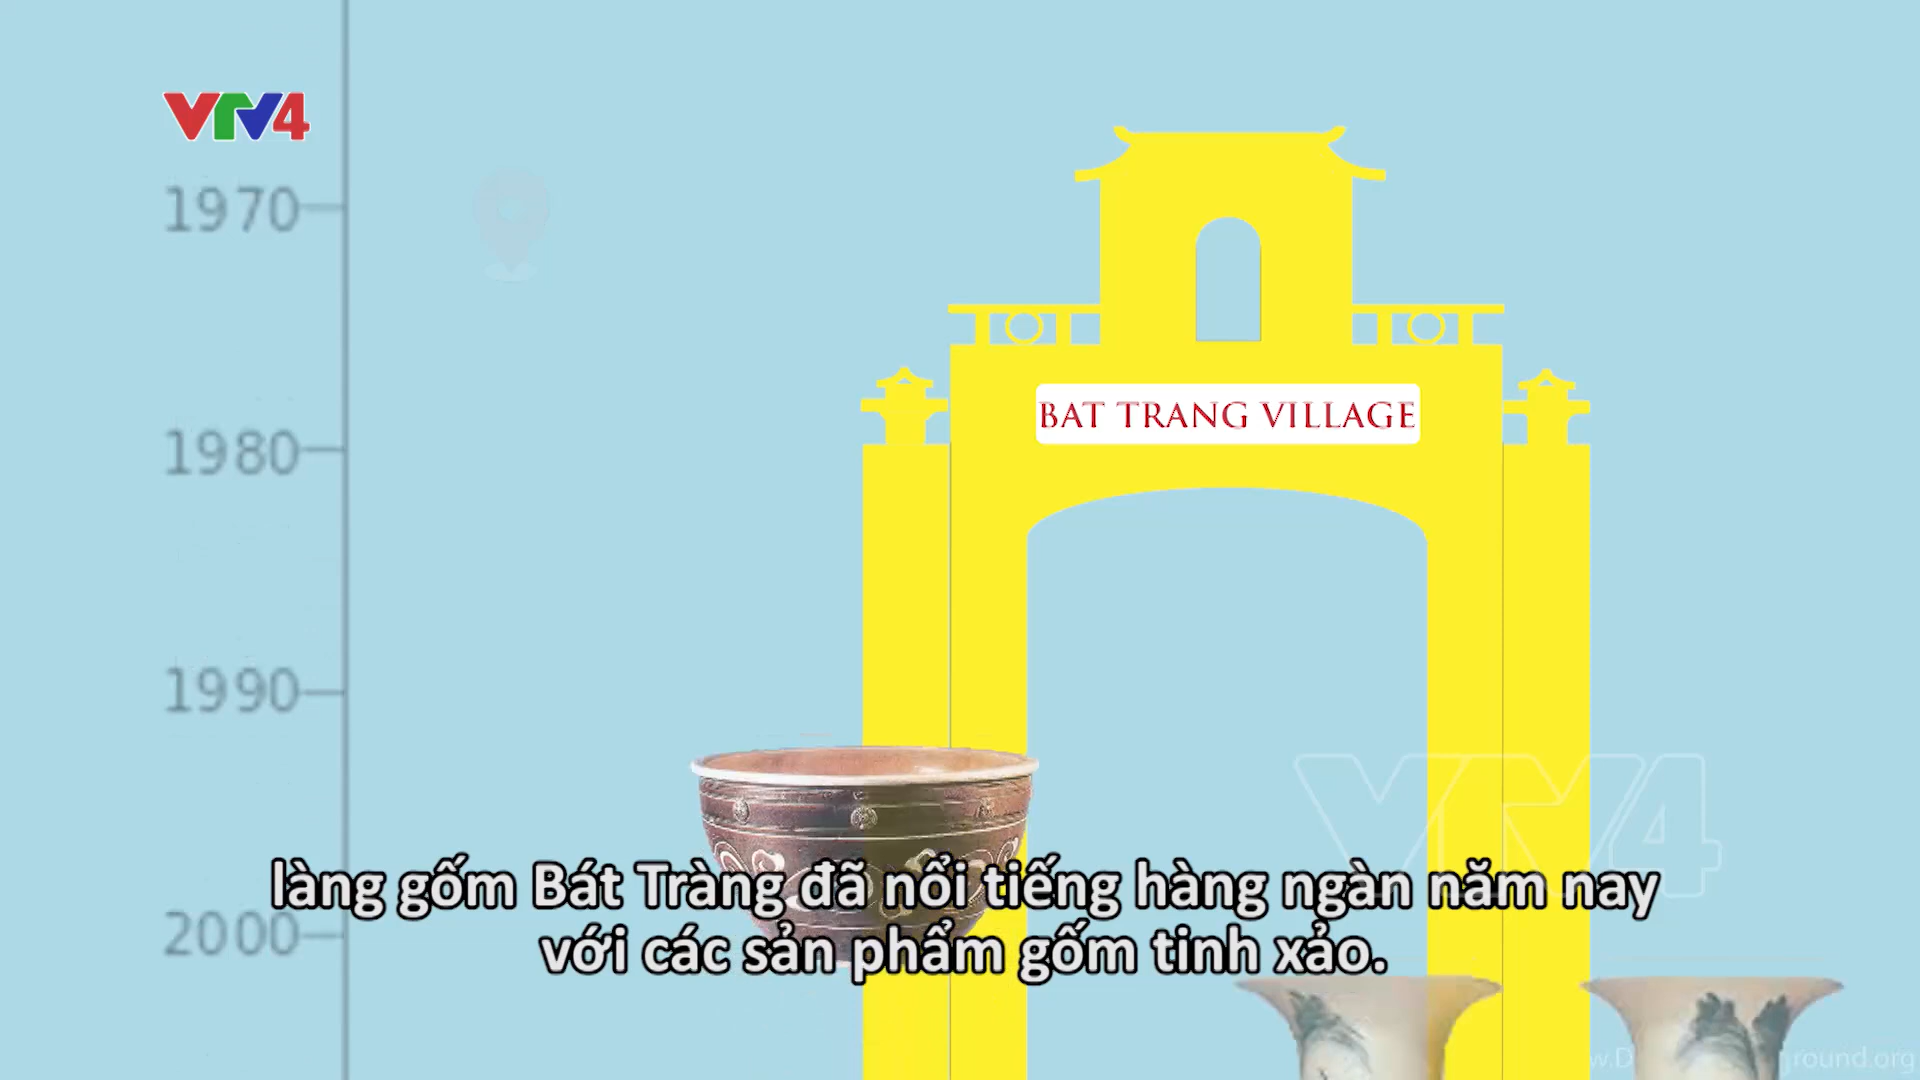 VTV4
1970
1980
1990
2000
BAT TRANG VILLAGE
VTV4
làng gốm Bát Tràng đã nổi tiếng hàng ngàn năm nay
với các sản phẩm gốm tinh xảo.